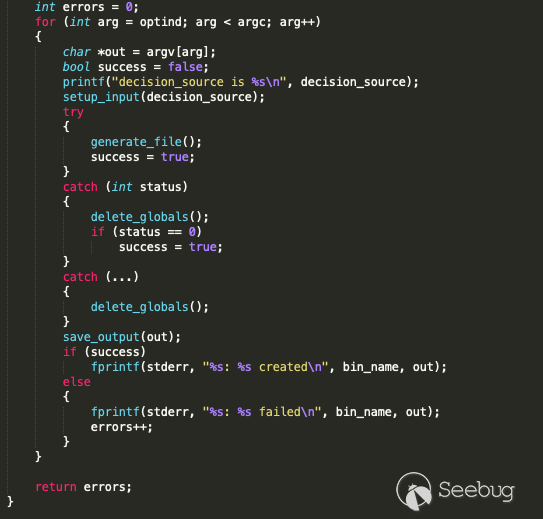 int errors = 0;
for (int arg = optind; arg < argc; arg++)
{
char *out = argv[arg];
bool success = false;
printf("decision_source is %s\n", decision_source);
setup_input(decision_source);
try
{
generate_file();
success = true;
}
catch (int status)
{
delete_globals();
if (status == 0)
success = true;
}
catch (...)
{
delete_globals();
}
save_output(out);
if (success)
fprintf(stderr, "%s: %s created\n", bin_name, out);
else
{
fprintf(stderr, "%s: %s failed\n", bin_name, out);
errors++;
}
}
return errors;
}
Seebug